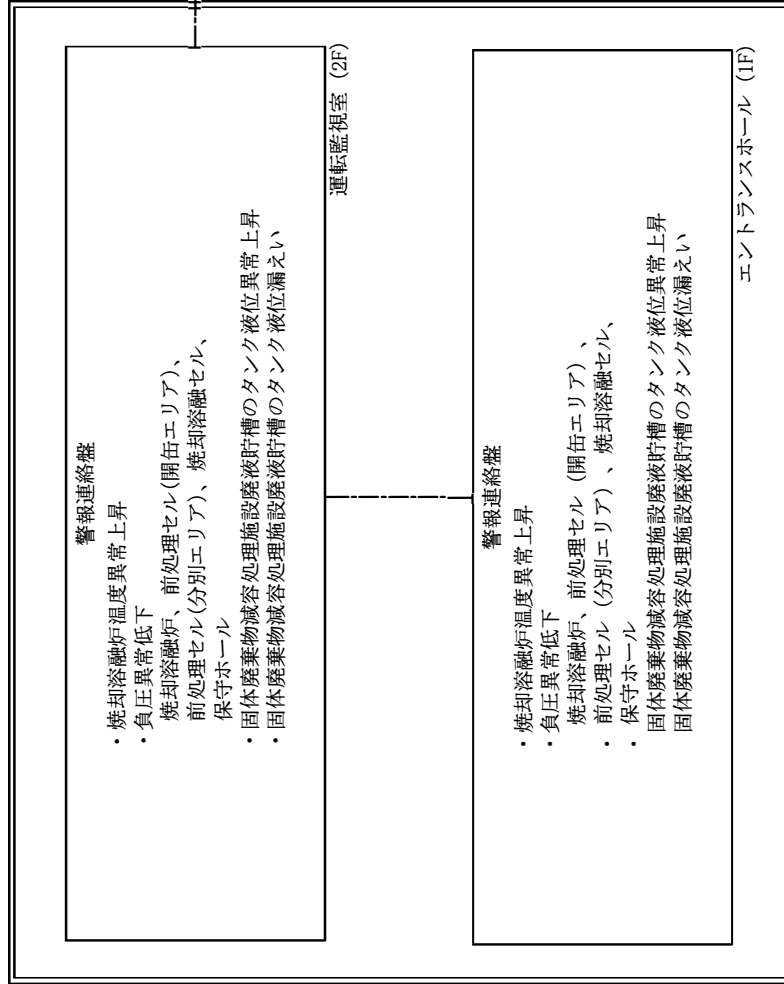 警報連絡盤
・焼却溶融炉温度異常上昇
・負圧異常低下
焼却溶融炉、前処理セル(開缶エリア)、
前処理セル(分別エリア)、焼却溶融セル、
保守ホール
・固体廃棄物減容処理施設廃液貯槽のタンク液位異常上昇
・固体廃棄物減容処理施設廃液貯槽のタンク液位漏えい
運転監視室 (2F)
警報連絡盤
・焼却溶融炉温度異常上昇
・負圧異常低下
焼却溶融炉、前処理セル (開缶エリア) 、
・前処理セル (分別エリア) 、焼却溶融セル、
・保守ホール
固体廃棄物減容処理施設廃液貯槽のタンク液位異常上昇
固体廃棄物減容処理施設廃液貯槽のタンク液位漏えい
エントランスホール (1F)